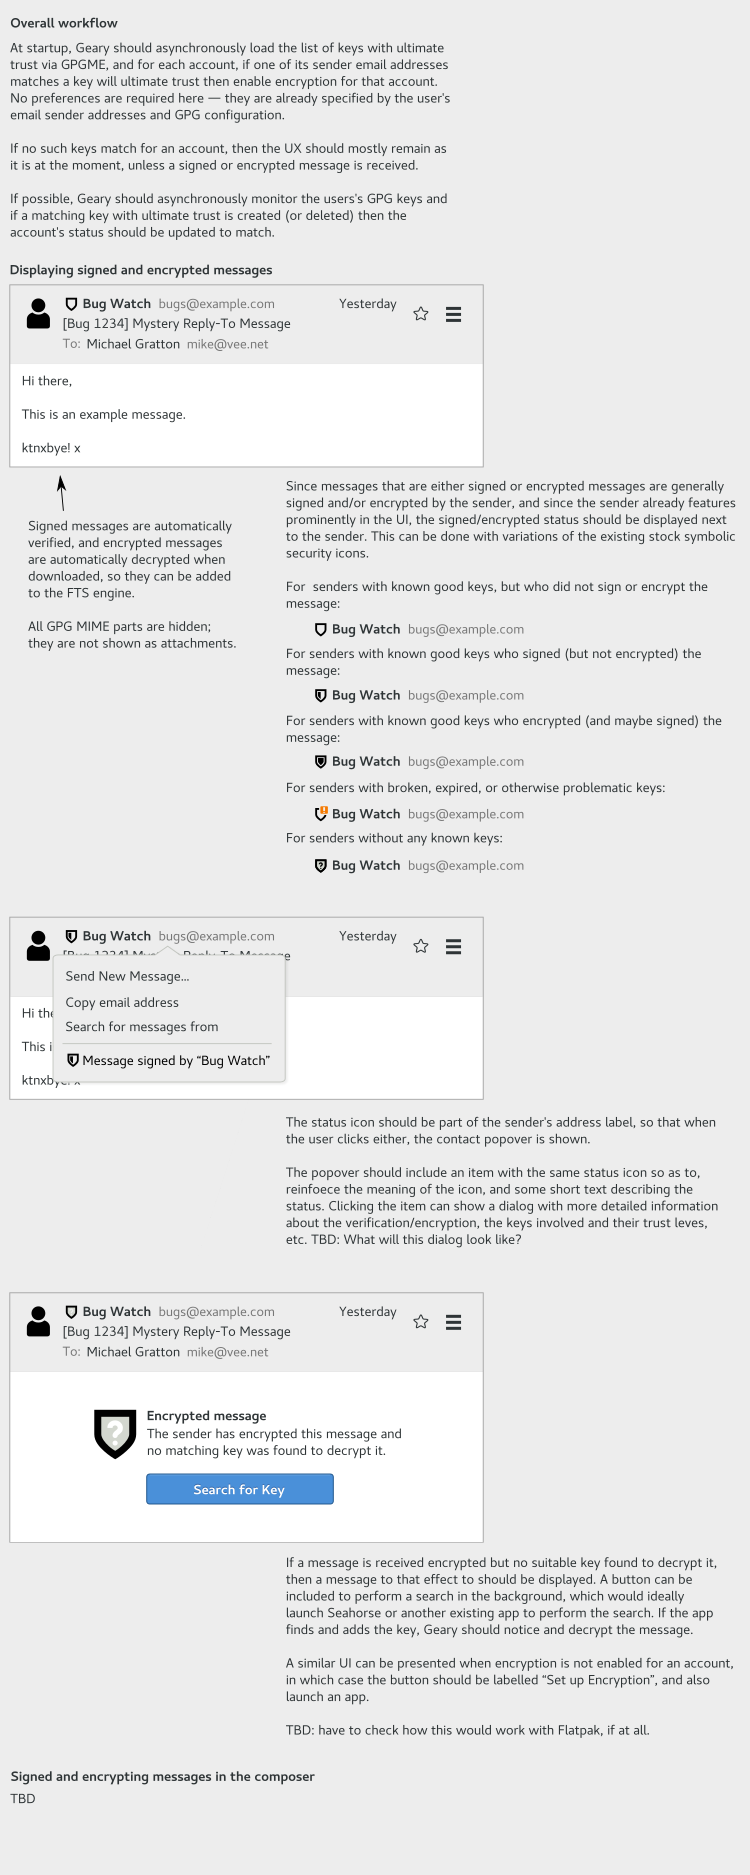 Overall workflow
At startup, Geary should asynchronously load the list of keys with ultimate
trust via GPGME, and for each account, if one of its sender email addresses
matches a key will ultimate trust then enable encryption for that account.
No preferences are required here — they are already specified by the user's
email sender addresses and GPG configuration.
If no such keys match for an account, then the UX should mostly remain as
it is at the moment, unless a signed or encrypted message is received.
If possible, Geary should asynchronously monitor the users's GPG keys and
if a matching key with ultimate trust is created (or deleted) then the
account's status should be updated to match.
Displaying signed and encrypted messages
Bug Watch bugs@example.com Yesterday
[Bug 1234] Mystery Reply-To Message
To: Michael Gratton mike@vee.net
Hi there,
This is an example message.
ktnxbye! x
Signed messages are automatically
verified, and encrypted messages
are automatically decrypted when
downloaded, so they can be added
to the FTS engine.
All GPG MIME parts are hidden;
they are not shown as attachments.
Since messages that are either signed or encrypted messages are generally
signed and/or encrypted by the sender, and since the sender already features
prominently in the UI, the signed/encrypted status should be displayed next
to the sender. This can be done with variations of the existing stock symbolic
security icons.
For  senders with known good keys, but who did not sign or encrypt the
message:
Bug Watch bugs@example.com
For senders with known good keys who signed (but not encrypted) the
message:
Bug Watch bugs@example.com
For senders with known good keys who encrypted (and maybe signed) the
message:
Bug Watch bugs@example.com
For senders with broken, expired, or otherwise problematic keys:
Bug Watch bugs@example.com
For senders without any known keys:
Bug Watch bugs@example.com
Bug Watch bugs@example.com Yesterday
[Bug 1234] Mys Reply-To Message
Send New Message...
Copy email address
Search for messages from
Message signed by “Bug Watch”
Hi the
This i
ktnxbye! x
The status icon should be part of the sender's address label, so that when
the user clicks either, the contact popover is shown.
The popover should include an item with the same status icon so as to,
reinfoece the meaning of the icon, and some short text describing the
status. Clicking the item can show a dialog with more detailed information
about the verification/encryption, the keys involved and their trust leves,
etc. TBD: What will this dialog look like?
Bug Watch bugs@example.com Yesterday
[Bug 1234] Mystery Reply-To Message
To: Michael Gratton mike@vee.net
Encrypted message
The sender has encrypted this message and
no matching key was found to decrypt it.
Search for Key
If a message is received encrypted but no suitable key found to decrypt it,
then a message to that effect to should be displayed. A button can be
included to perform a search in the background, which would ideally
launch Seahorse or another existing app to perform the search. If the app
finds and adds the key, Geary should notice and decrypt the message.
A similar UI can be presented when encryption is not enabled for an account,
in which case the button should be labelled “Set up Encryption”, and also
launch an app.
TBD: have to check how this would work with Flatpak, if at all.
Signed and encrypting messages in the composer
TBD